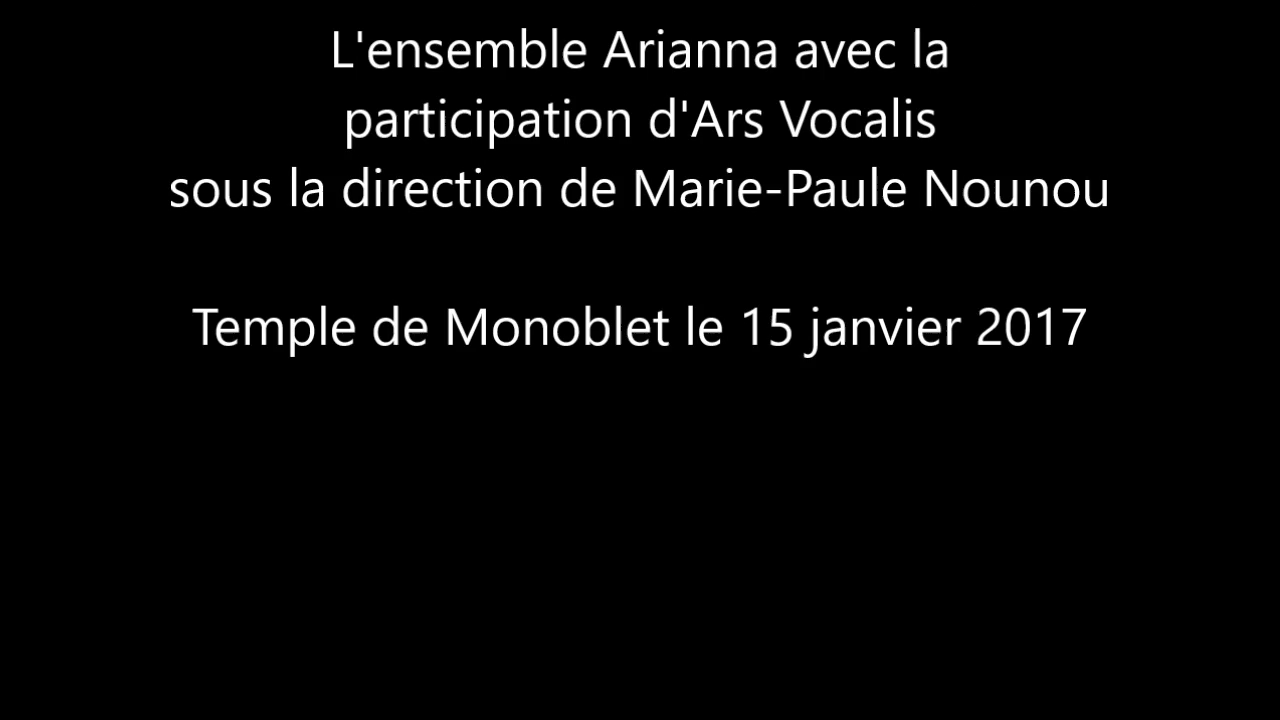 L'ensemble Arianna avec la
participation d'Ars Vocalis
sous la direction de Marie-Paule Nounou
Temple de Monoblet le 15 janvier 2017